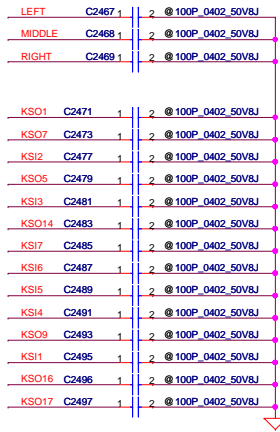 LEFT C2467 1 2 @100P_0402_50V8J
MIDDLE C2468 1 2 @100P_0402_50V8J
RIGHT C2469 1 2 @100P_0402_50V8J
KSO1 C2471 1 2 @100P_0402_50V8J
KSO7 C2473 1 2 @100P_0402_50V8J
KSI2 C2477 1 2 @100P_0402_50V8J
KSO5 C2479 1 2 @100P_0402_50V8J
KSI3 C2481 1 2 @100P_0402_50V8J
KSO14 C2483 1 2 @100P_0402_50V8J
KSI7 C2485 1 2 @100P_0402_50V8J
KSI6 C2487 1 2 @100P_0402_50V8J
KSI5 C2489 1 2 @100P_0402_50V8J
KSI4 C2491 1 2 @100P_0402_50V8J
KSO9 C2493 1 2 @100P_0402_50V8J
KSI1 C2495 1 2 @100P_0402_50V8J
KSO16 C2496 1 2 @100P_0402_50V8J
KSO17 C2497 1 2 @100P_0402_50V8J